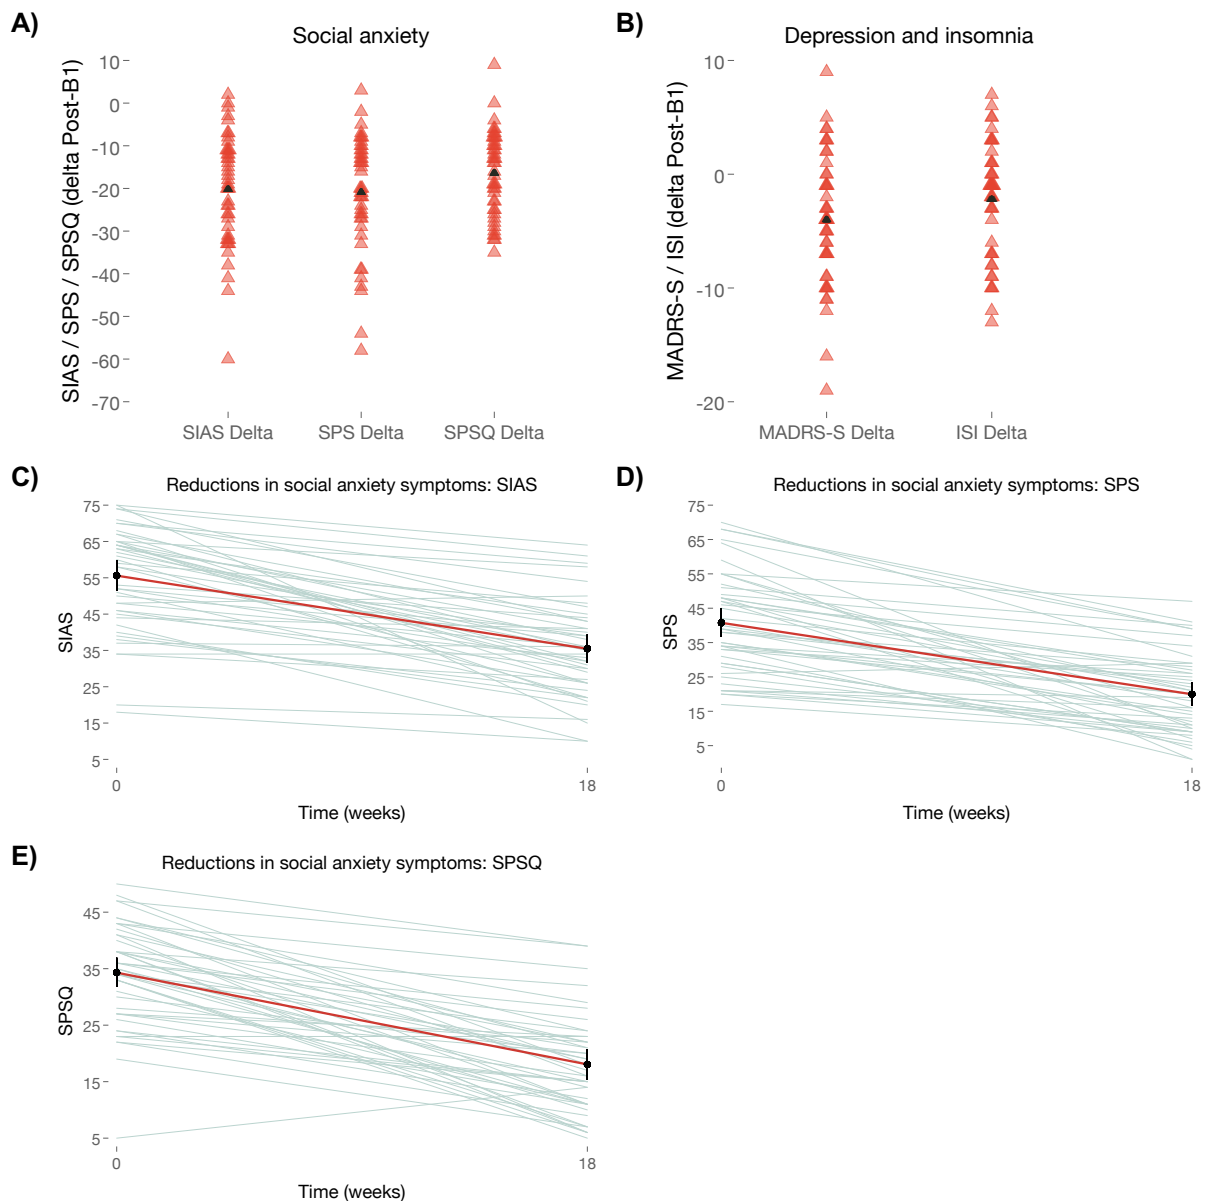 A)
Social anxiety
SIAS / SPS / SPSQ (delta Post-B1)
10
0
-10
-20
-30
-40
-50
-60
-70
SIAS Delta
SPS Delta
SPSQ Delta
B)
Depression and insomnia
MADRS-S / ISI (delta Post-B1)
10
0
-10
-20
MADRS-S Delta
ISI Delta
C)
Reductions in social anxiety symptoms: SIAS
SIAS
75
65
55
45
35
25
15
5
0
18
Time (weeks)
D)
Reductions in social anxiety symptoms: SPS
SPS
75
65
55
45
35
25
15
5
0
18
Time (weeks)
E)
Reductions in social anxiety symptoms: SPSQ
SPSQ
45
35
25
15
5
0
18
Time (weeks)